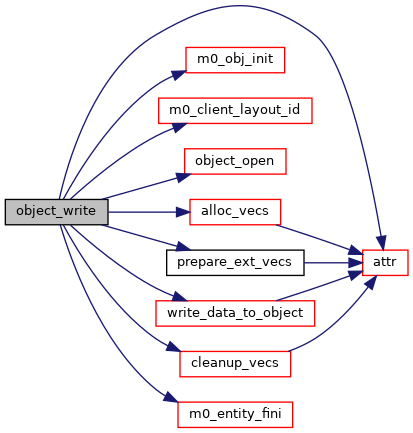 m0_obj_init
m0_client_layout_id
object_open
object_write
alloc_vecs
prepare_ext_vecs
attr
write_data_to_object
cleanup_vecs
m0_entity_fini